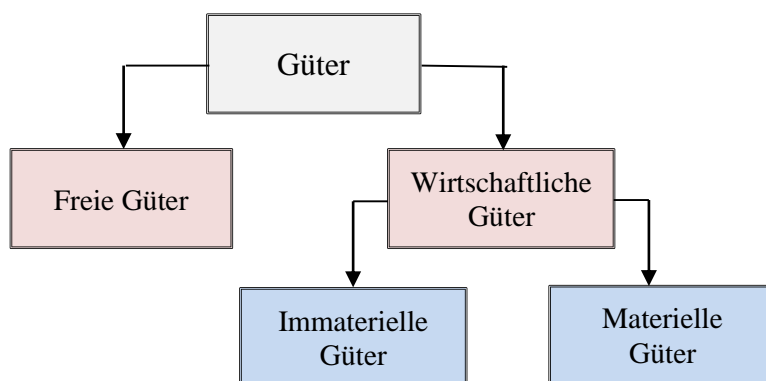 Güter
Freie Güter
Wirtschaftliche
Güter
Immaterielle
Güter
Materielle
Güter